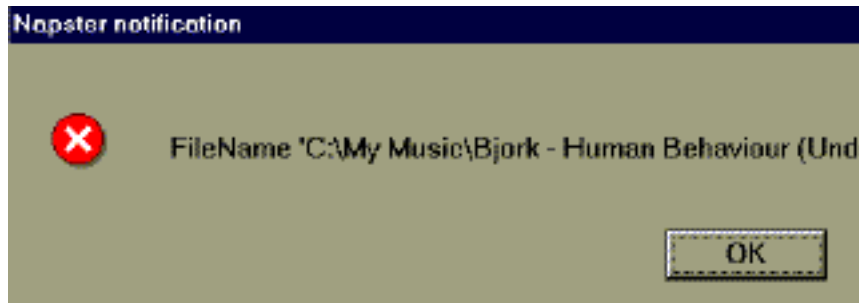 Napster notification
FileName 'C:\My Music\Bjork - Human Behaviour (Und
OK